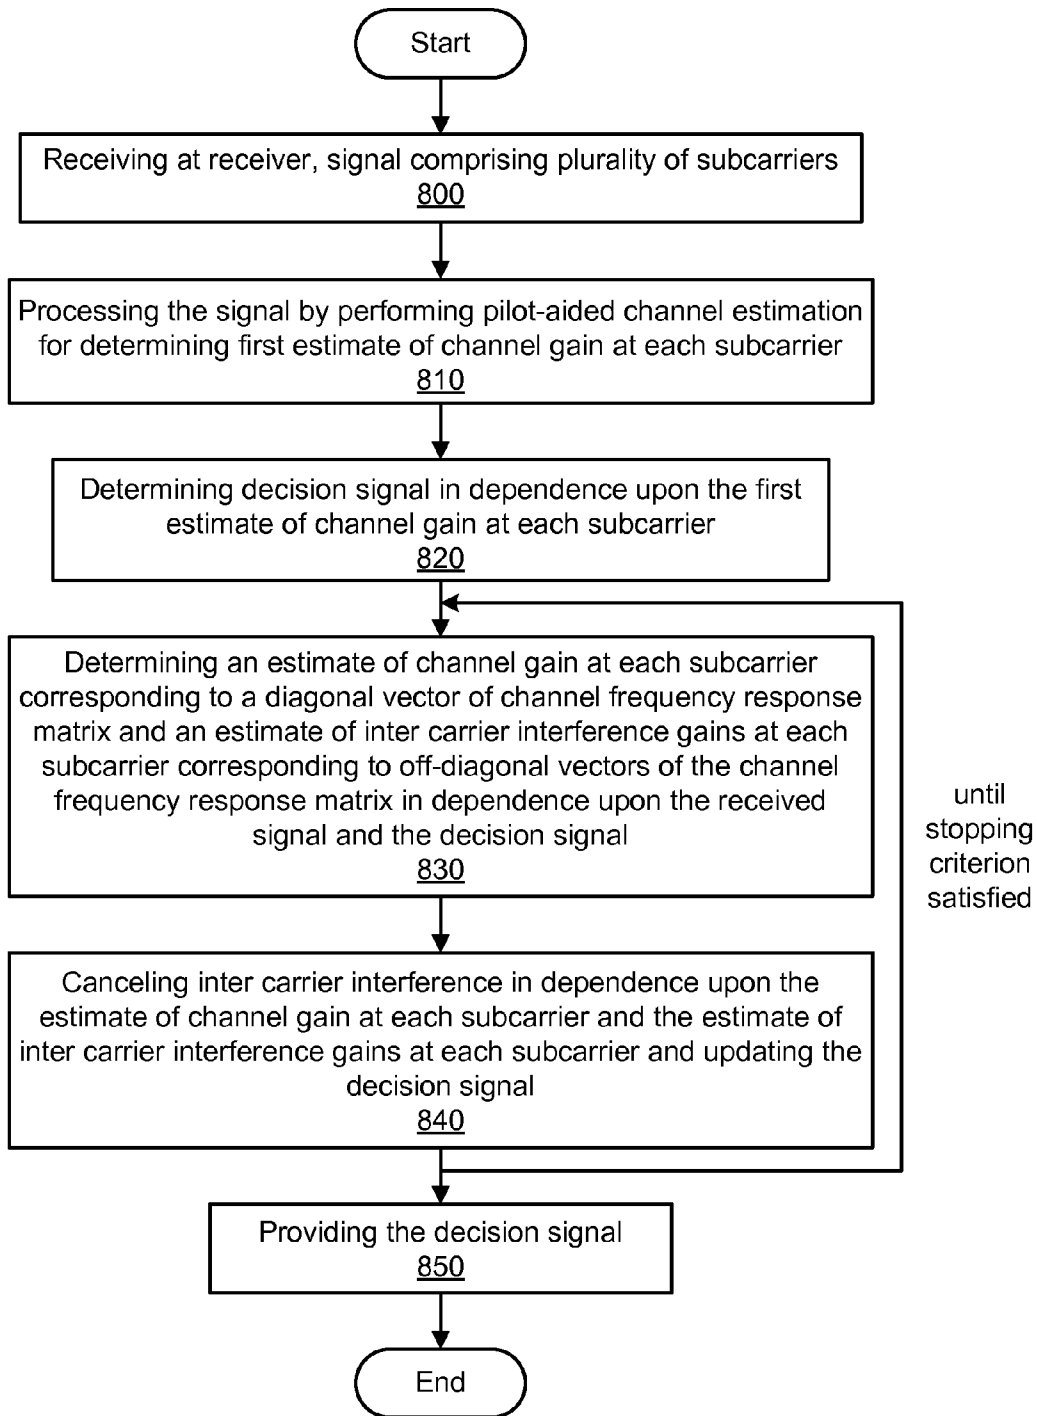 Start
Receiving at receiver, signal comprising plurality of subcarriers
800
Processing the signal by performing pilot-aided channel estimation
for determining first estimate of channel gain at each subcarrier
810
Determining decision signal in dependence upon the first
estimate of channel gain at each subcarrier
820
Determining an estimate of channel gain at each subcarrier
corresponding to a diagonal vector of channel frequency response
matrix and an estimate of inter carrier interference gains at each
subcarrier corresponding to off-diagonal vectors of the channel
frequency response matrix in dependence upon the received
signal and the decision signal
830
until
stopping
criterion
satisfied
Canceling inter carrier interference in dependence upon the
estimate of channel gain at each subcarrier and the estimate of
inter carrier interference gains at each subcarrier and updating the
decision signal
840
Providing the decision signal
850
End